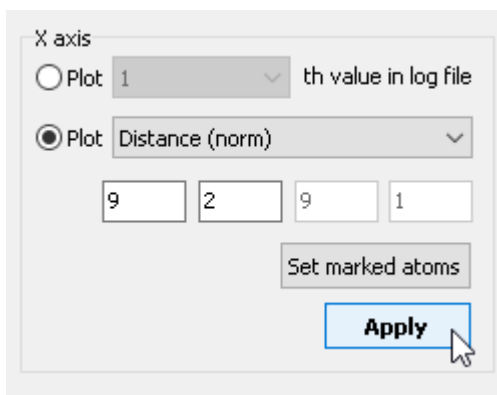 X axis
Plot 1 th value in log file
Plot Distance (norm)
9 2 9 1
Set marked atoms
Apply